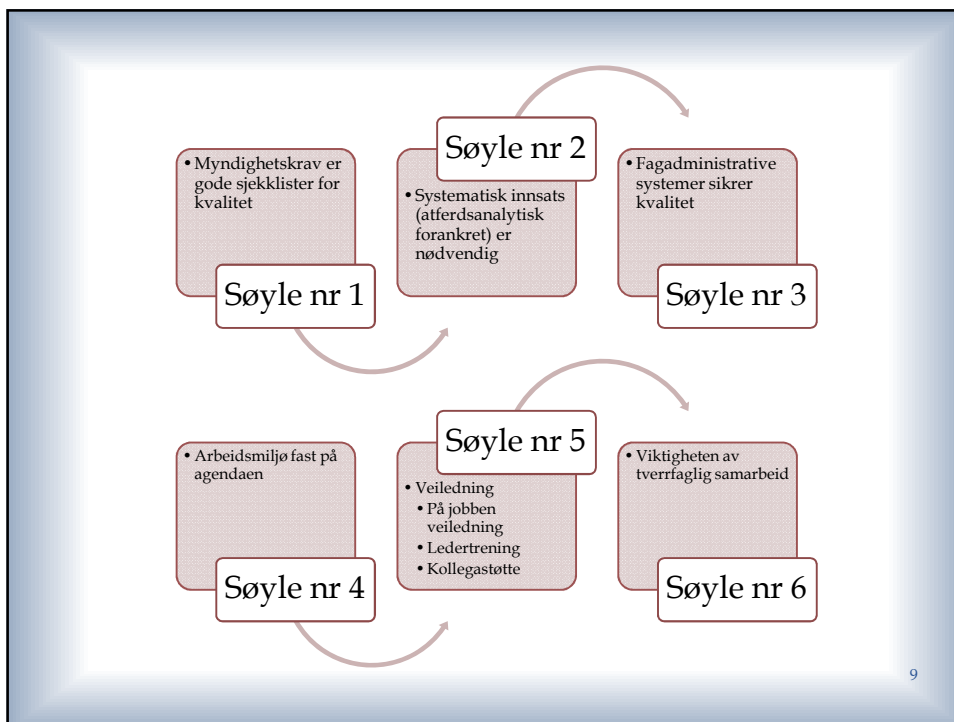 • Myndighetskrav er
gode sjekklister for
kvalitet
Søyle nr 1
Søyle nr 2
• Systematisk innsats
(atferdsanalytisk
forankret) er
nødvendig
• Fagadministrative
systemer sikrer
kvalitet
Søyle nr 3
• Arbeidsmiljø fast på
agendaen
Søyle nr 4
Søyle nr 5
• Veiledning
• På jobben
veiledning
• Ledertrening
• Kollegastøtte
• Viktigheten av
tverrfaglig samarbeid
Søyle nr 6
9